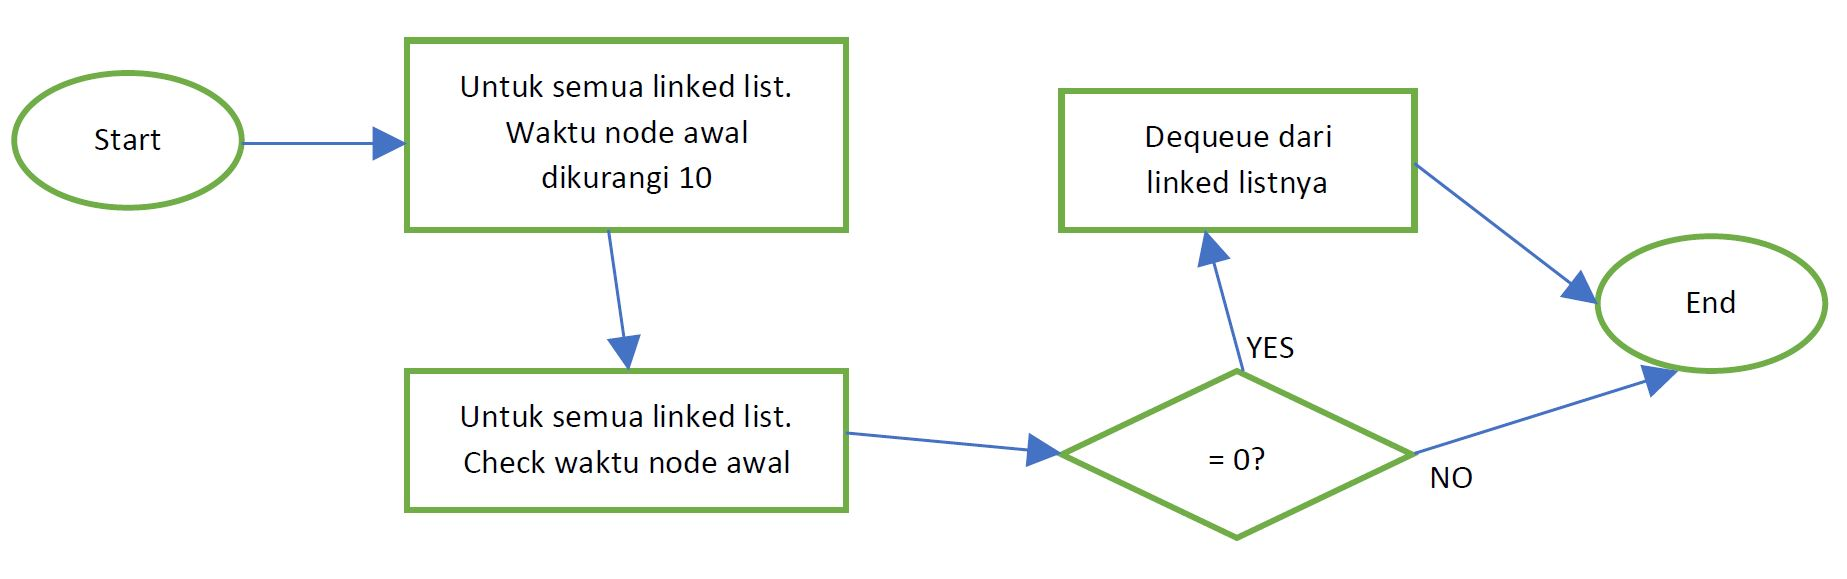 Start
Untuk semua linked list.
Waktu node awal
dikurangi 10
Untuk semua linked list.
Check waktu node awal
= 0?
YES
Dequeue dari
linked listnya
NO
End